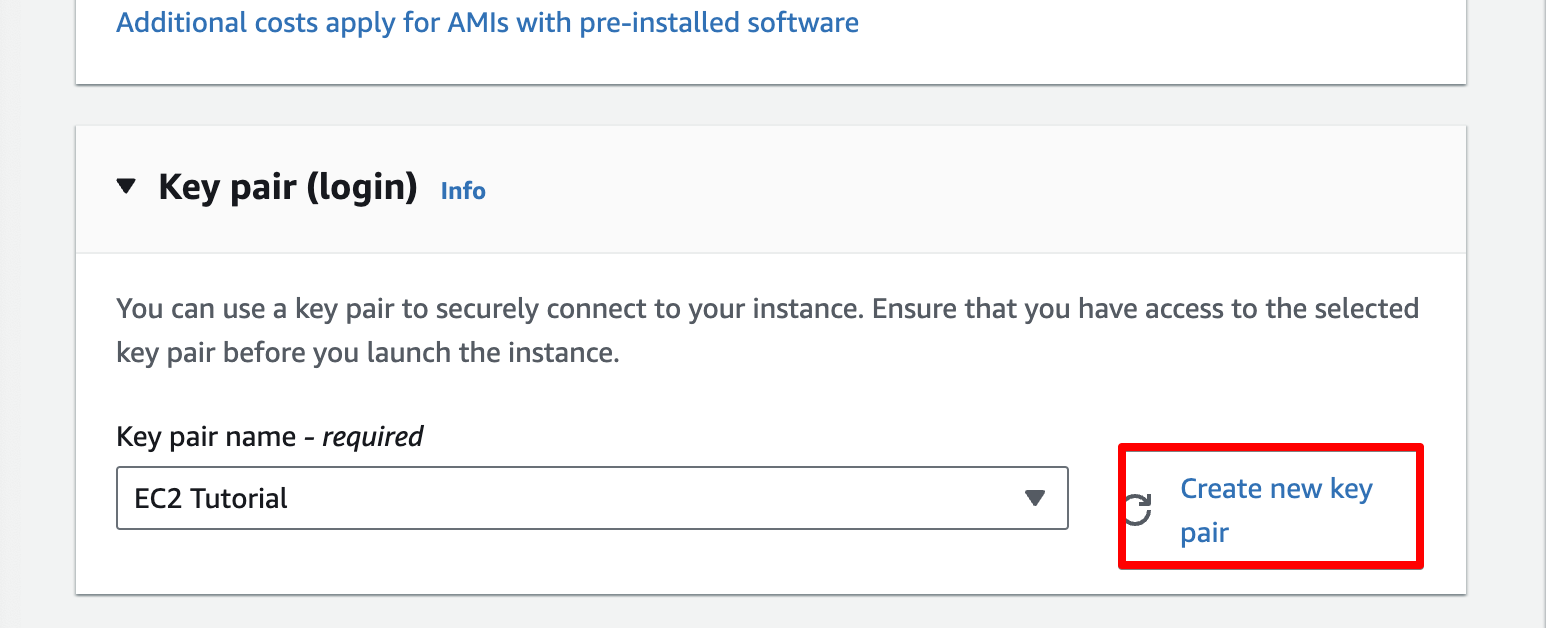 Additional costs apply for AMIs with pre-installed software
Key pair (login) Info
You can use a key pair to securely connect to your instance. Ensure that you have access to the selected
key pair before you launch the instance.
Key pair name - required
EC2 Tutorial
Create new key
pair